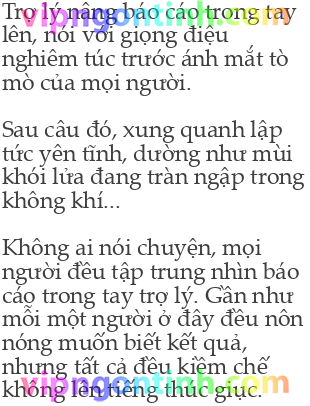 Trợ lý nâng báo cáo trong tay
vipngontinh.com
lên, nói với giọng điệu
nghiêm túc trước ánh mắt tò
mò của mọi người.
Sau câu đó, xung quanh lập
tức yên tĩnh, dường như mùi
khói lửa đang tràn ngập trong
không khí...
Không ai nói chuyện, mọi
người đều tập trung nhìn báo
cáo trong tay trợ lý. Gần như
mỗi một người ở đây đều nôn
nóng muốn biết kết quả,
nhưng tất cả đều kiềm chế
vipngontinh.com
không lên tiếng thúc giục.